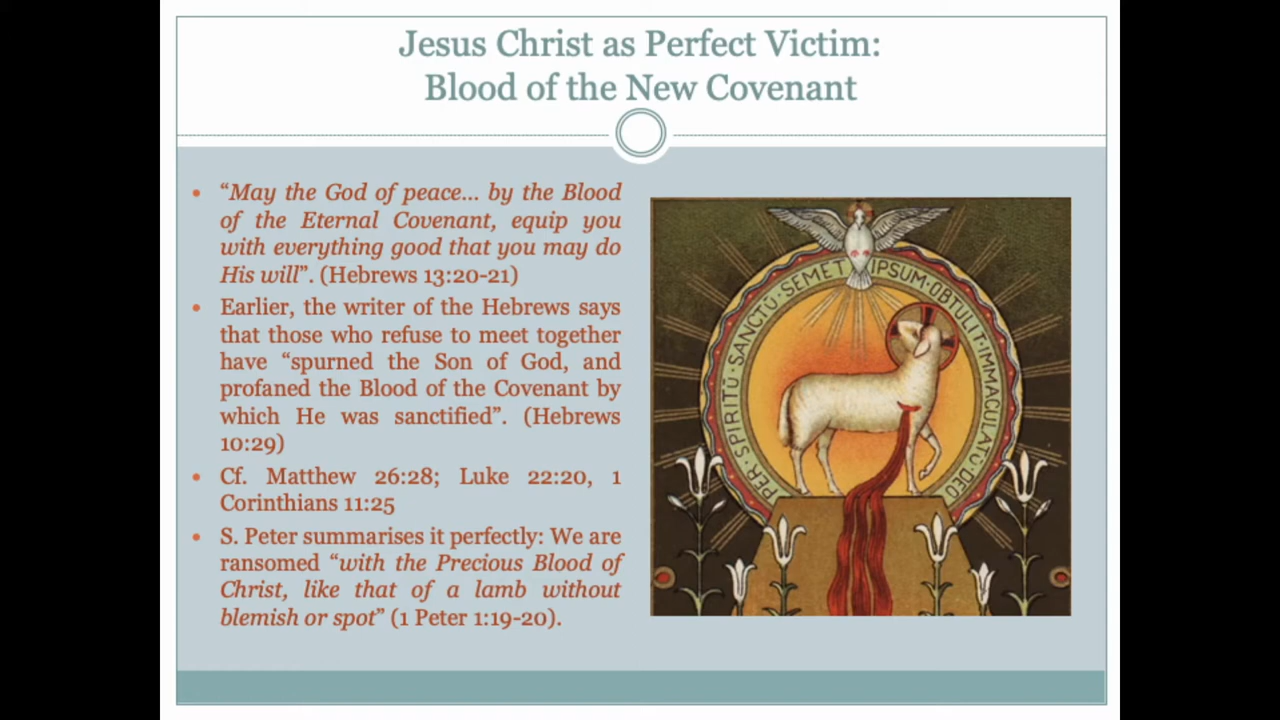 Jesus Christ as Perfect Victim:
Blood of the New Covenant
• “May the God of peace... by the Blood
of the Eternal Covenant, equip you
with everything good that you may do
His will”. (Hebrews 13:20-21)
• Earlier, the writer of the Hebrews says
that those who refuse to meet together
have “spurned the Son of God, and
profaned the Blood of the Covenant by
which He was sanctified”. (Hebrews
10:29)
• Cf. Matthew 26:28; Luke 22:20, 1
Corinthians 11:25
• S. Peter summarises it perfectly: We are
ransomed “with the Precious Blood of
Christ, like that of a lamb without
blemish or spot” (1 Peter 1:19-20).
PER·SPIRITŪ·SANCTŪ·SEMET IPSUM·OBTULIT·IMMACULATŪ·DEO